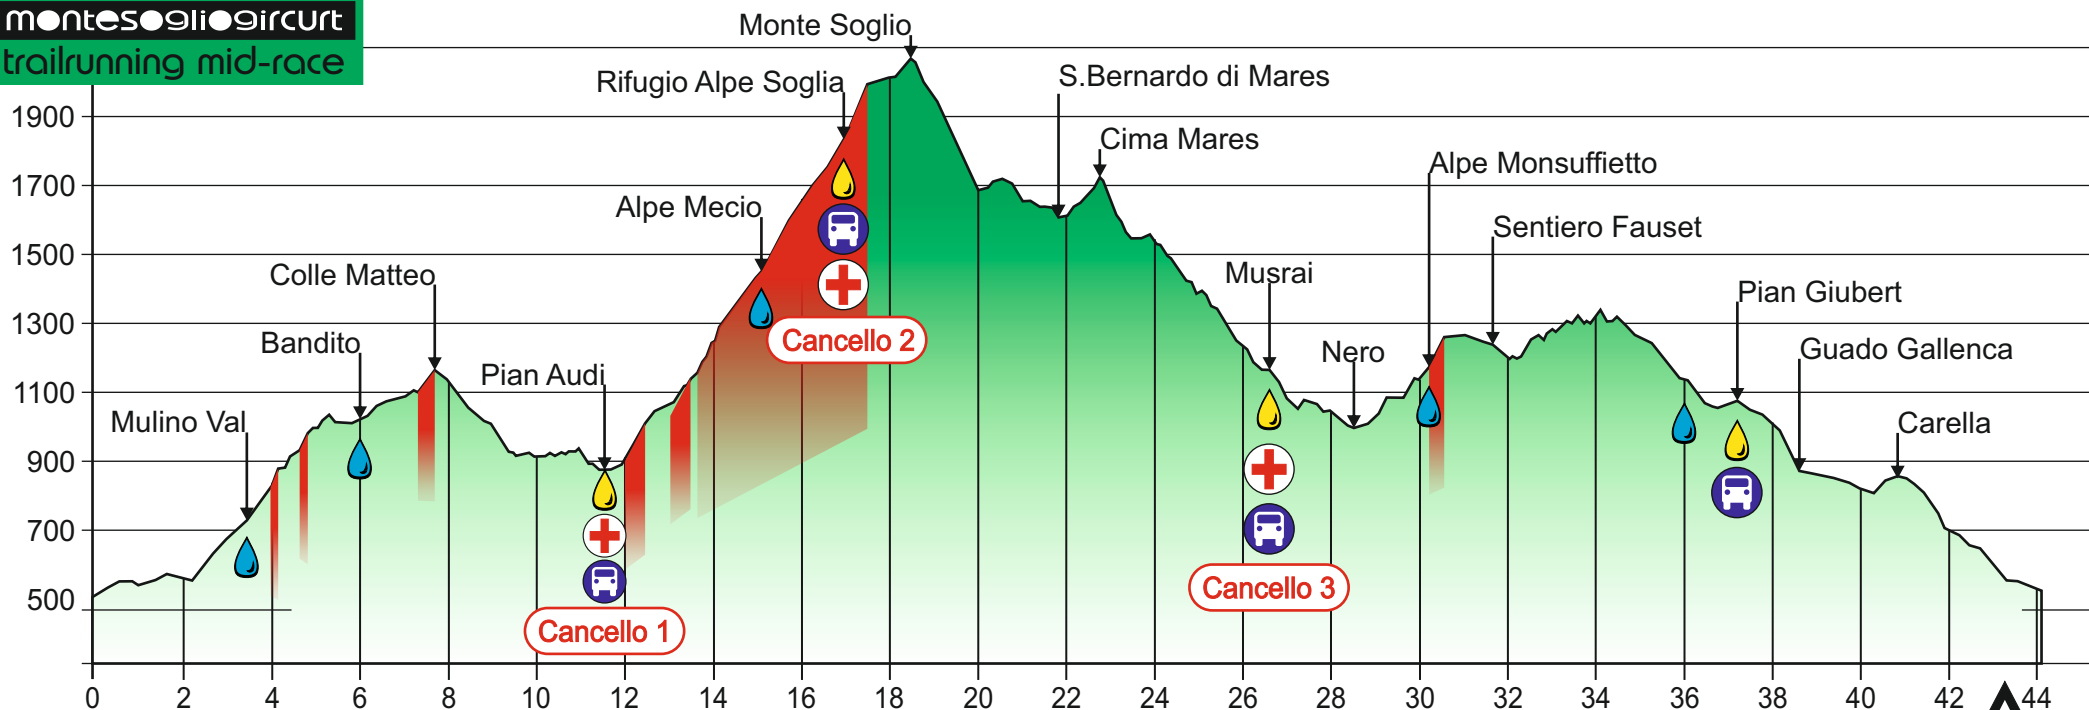 montesogliogircurt
trailrunning mid-race
Monte Soglio
Rifugio Alpe Soglia
S.Bernardo di Mares
Cima Mares
Alpe Monsuffietto
Alpe Mecio
Sentiero Fauset
Colle Matteo
Musrai
Pian Giubert
Bandito
Nero
Guado Gallenca
Pian Audi
Mulino Val
Carella
1900
1700
1500
1300
1100
900
700
500
Cancello 2
Cancello 3
Cancello 1
0 2 4 6 8 10 12 14 16 18 20 22 24 26 28 30 32 34 36 38 40 42 44